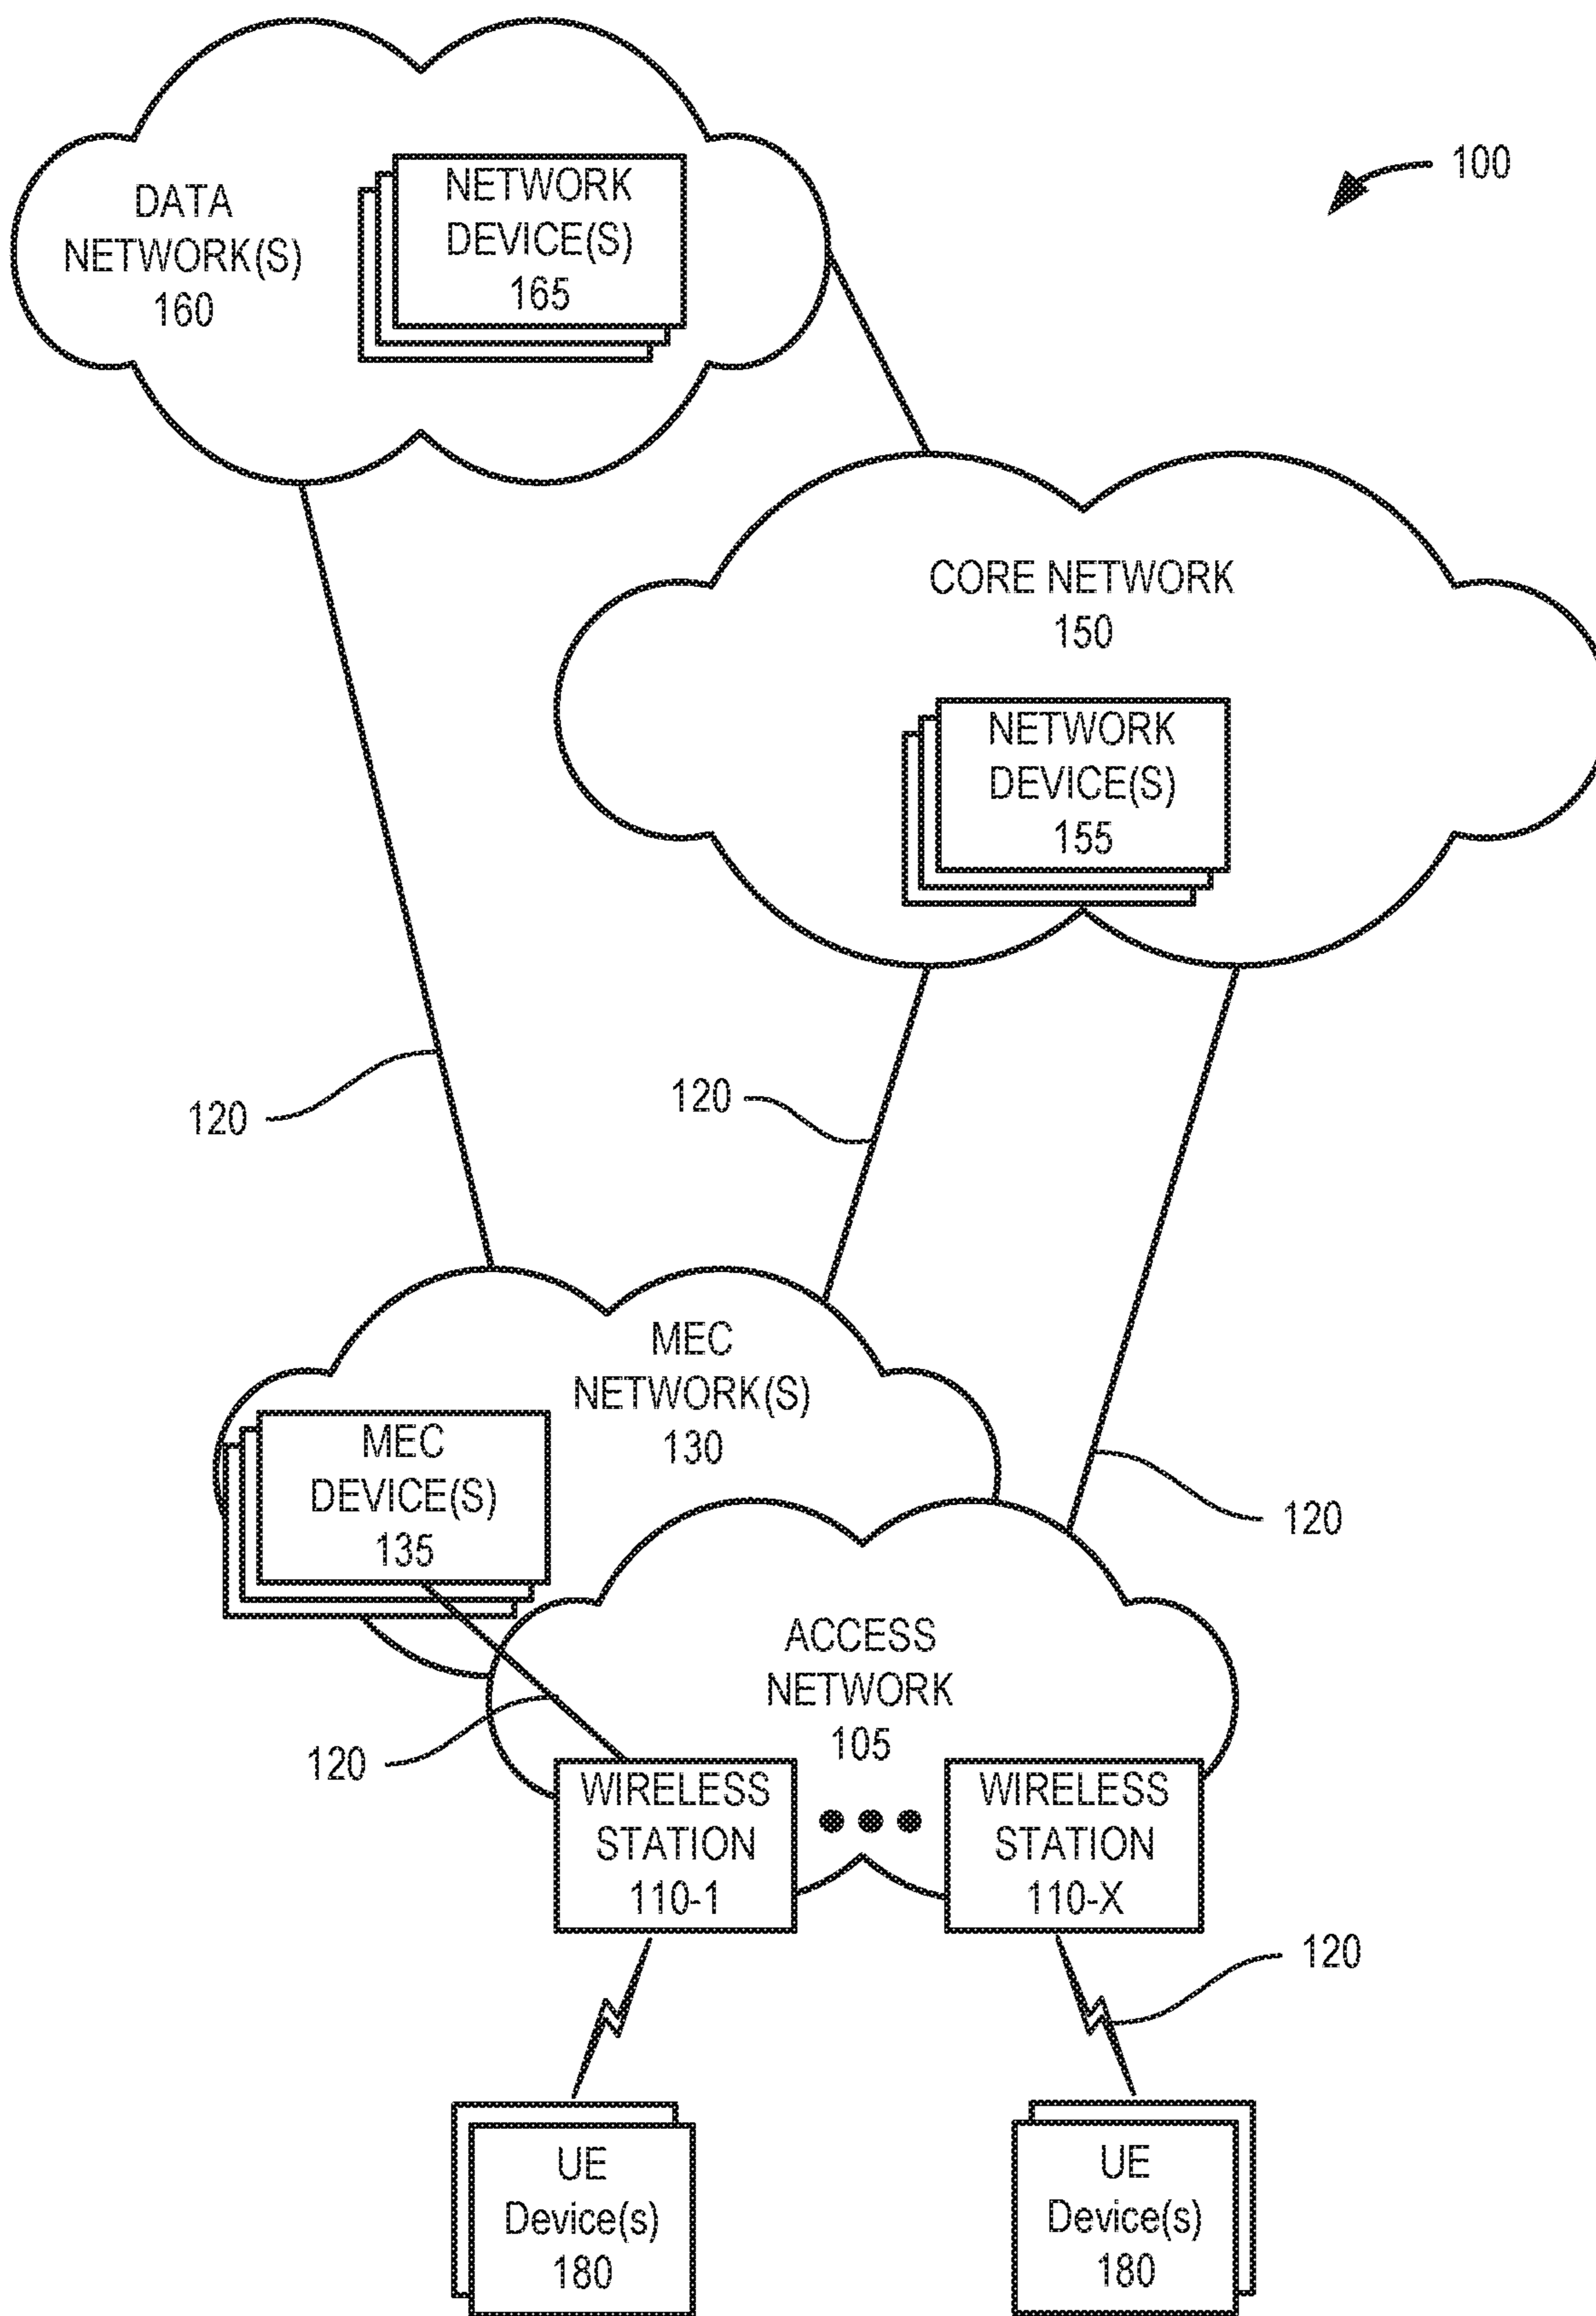 100
DATA
NETWORK(S)
160
NETWORK
DEVICE(S)
165
CORE NETWORK
150
NETWORK
DEVICE(S)
155
120
120
MEC
NETWORK(S)
130
MEC
DEVICE(S)
135
120
ACCESS
NETWORK
105
120
WIRELESS
STATION
110-1
WIRELESS
STATION
110-X
120
UE
Device(s)
180
UE
Device(s)
180